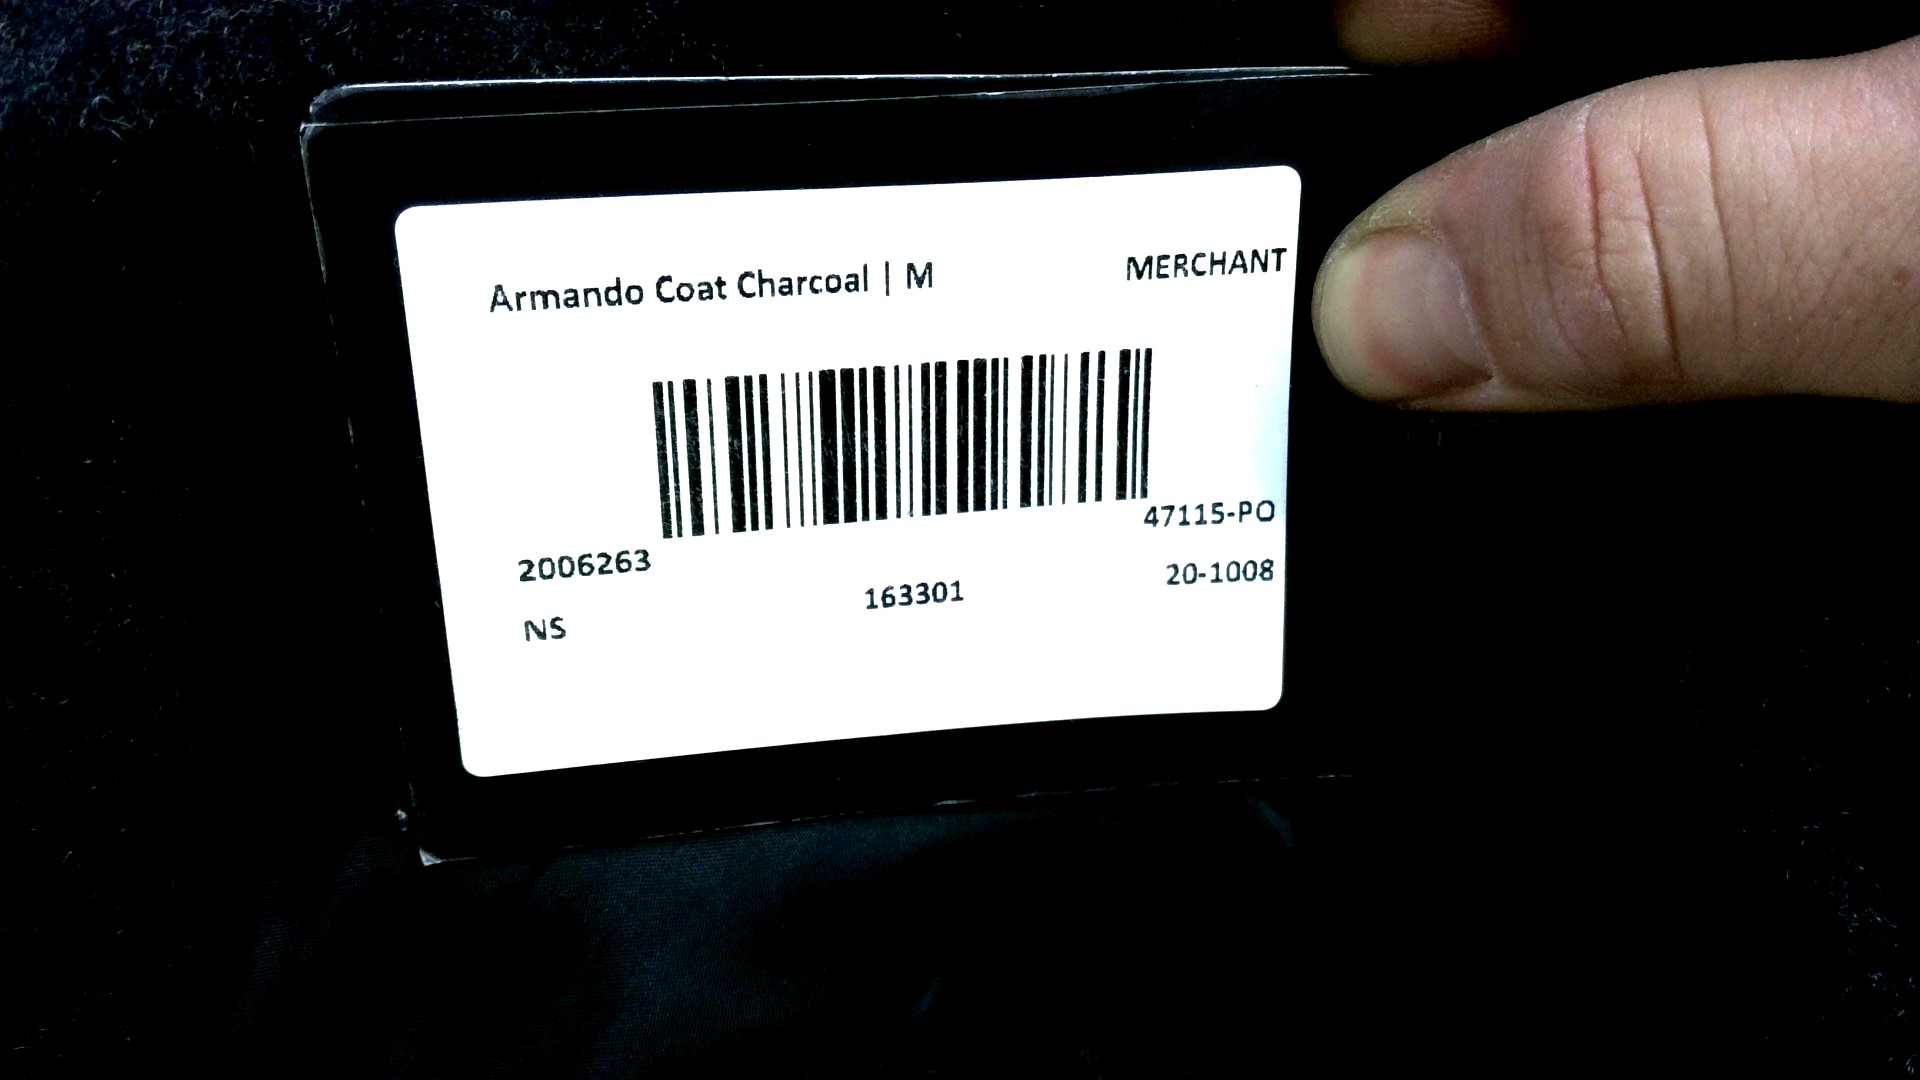 Armando Coat Charcoal | M
MERCHANT
47115-PO
2006263
20-1008
163301
NS